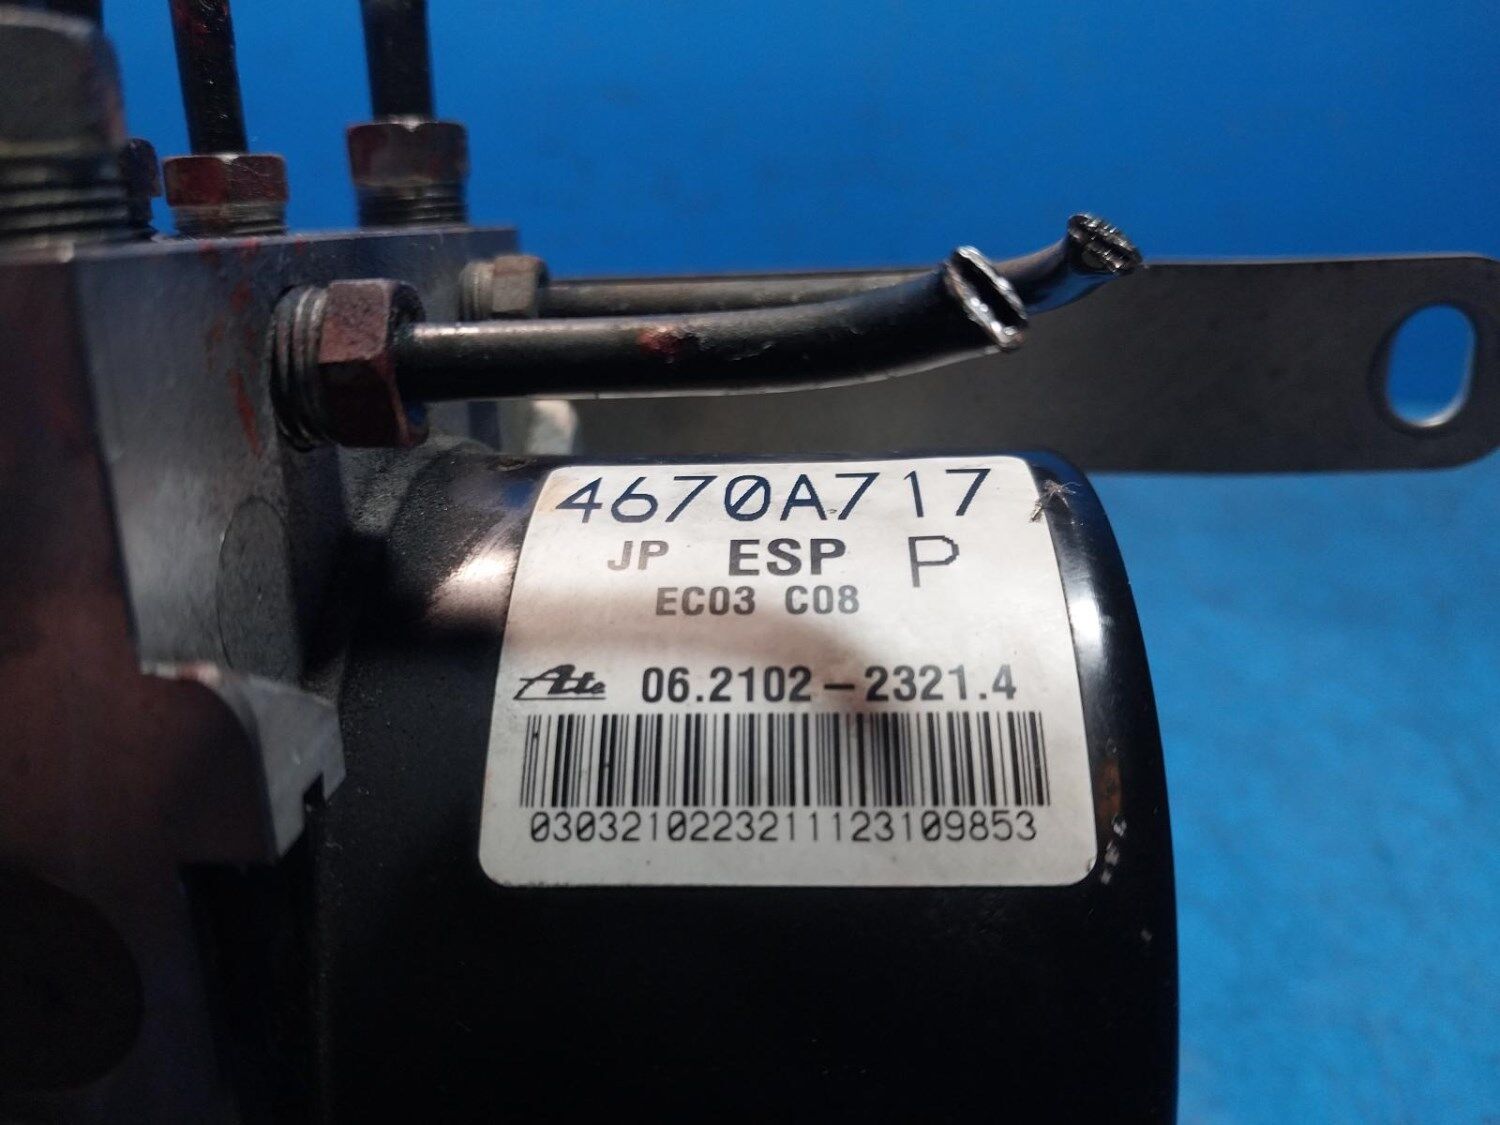 4670A717
JP ESP P
EC03 C08
Ate 06.2102-2321.4
0303210223211123109853